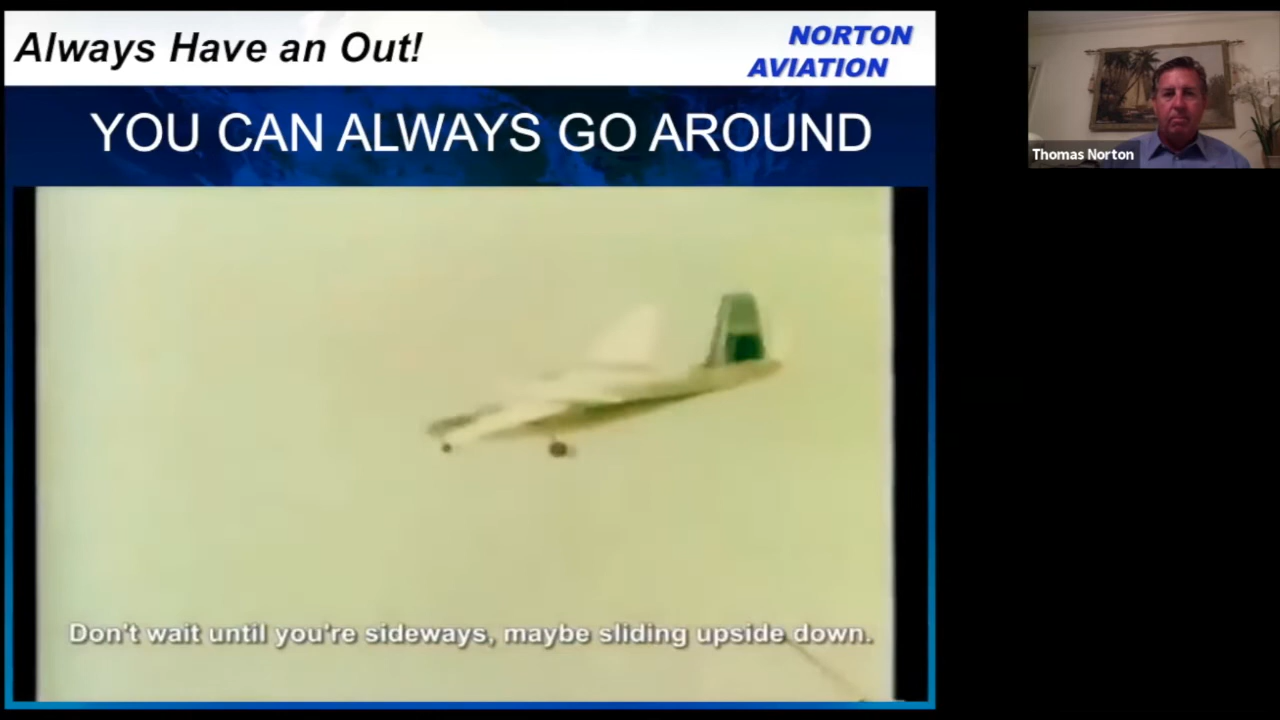 Always Have an Out!
NORTON
AVIATION
YOU CAN ALWAYS GO AROUND
Don't wait until you're sideways, maybe sliding upside down.
Thomas Norton